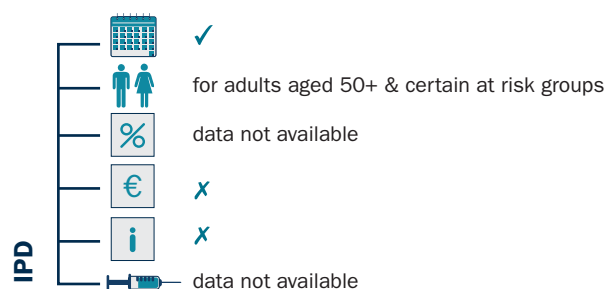 ✓
for adults aged 50+ & certain at risk groups
% data not available
€ ✗
i ✗
data not available
IPD